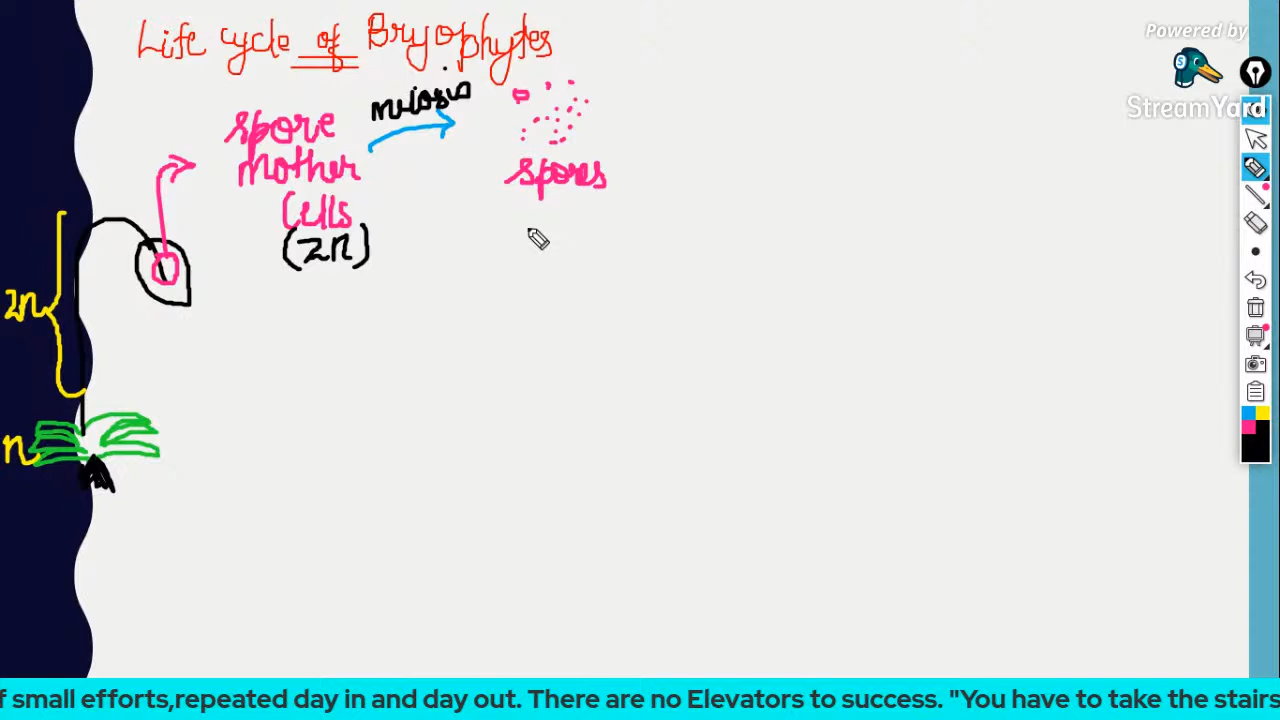 Life cycle of Bryophytes
Powered by
StreamYard
meiosis
spore
mother
cells
(2n)
spores
2n
n
f small efforts,repeated day in and day out. There are no Elevators to success. "You have to take the stairs